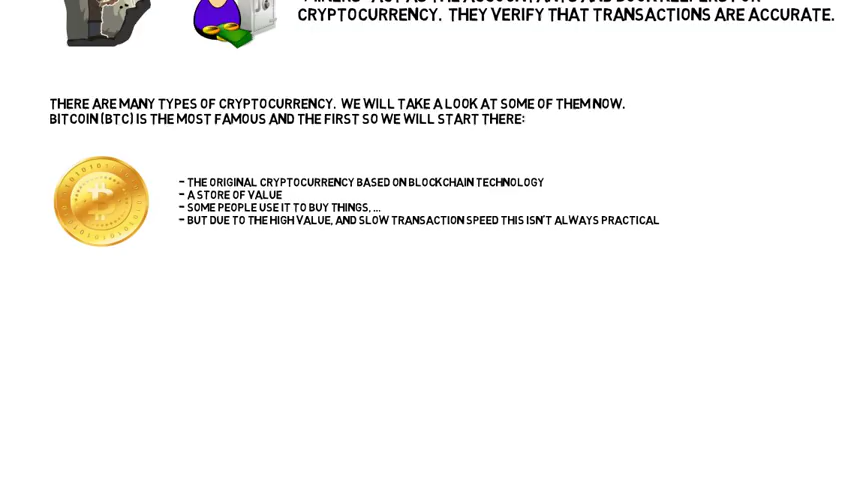 CRYPTOCURRENCY. THEY VERIFY THAT TRANSACTIONS ARE ACCURATE.
THERE ARE MANY TYPES OF CRYPTOCURRENCY. WE WILL TAKE A LOOK AT SOME OF THEM NOW.
BITCOIN (BTC) IS THE MOST FAMOUS AND THE FIRST SO WE WILL START THERE:
- THE ORIGINAL CRYPTOCURRENCY BASED ON BLOCKCHAIN TECHNOLOGY
- A STORE OF VALUE
- SOME PEOPLE USE IT TO BUY THINGS, ...
- BUT DUE TO THE HIGH VALUE, AND SLOW TRANSACTION SPEED THIS ISN'T ALWAYS PRACTICAL